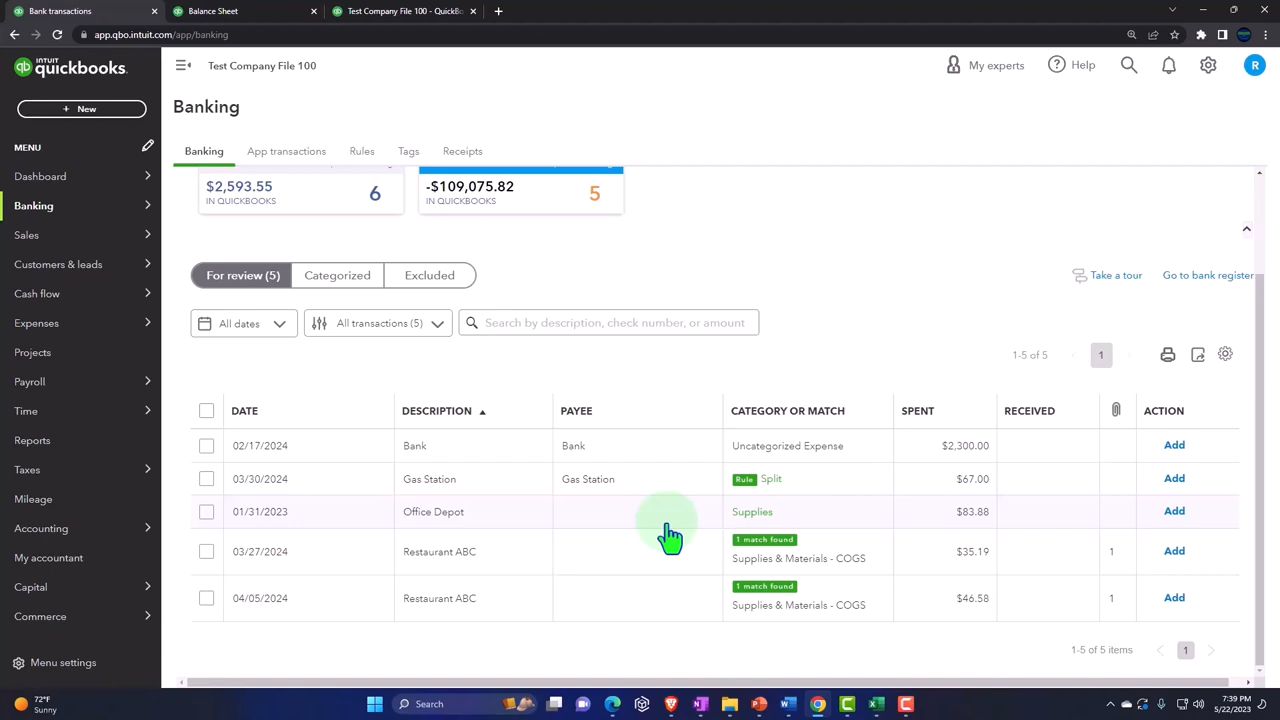 Bank transactions
Balance Sheet
Test Company File 100 - QuickBo
app.qbo.intuit.com/app/banking
INTUIT
quickbooks.
Test Company File 100
My experts
Help
R
+ New
MENU
Dashboard
Banking
Sales
Customers & leads
Cash flow
Expenses
Projects
Payroll
Time
Reports
Taxes
Mileage
Accounting
My accountant
Capital
Commerce
Menu settings
Banking
Banking App transactions Rules Tags Receipts
$2,593.55
IN QUICKBOOKS
6
-$109,075.82
IN QUICKBOOKS
5
For review (5) Categorized Excluded
Take a tour
Go to bank register
All dates
All transactions (5)
Search by description, check number, or amount
1-5 of 5
1
DATE DESCRIPTION PAYEE CATEGORY OR MATCH SPENT RECEIVED ACTION
02/17/2024 Bank Bank Uncategorized Expense $2,300.00 Add
03/30/2024 Gas Station Gas Station Rule Split $67.00 Add
01/31/2023 Office Depot Supplies $83.88 Add
1 match found
03/27/2024 Restaurant ABC Supplies & Materials - COGS $35.19 1 Add
1 match found
04/05/2024 Restaurant ABC Supplies & Materials - COGS $46.58 1 Add
1-5 of 5 items
1
72°F
Sunny
Search
7:39 PM
5/22/2023